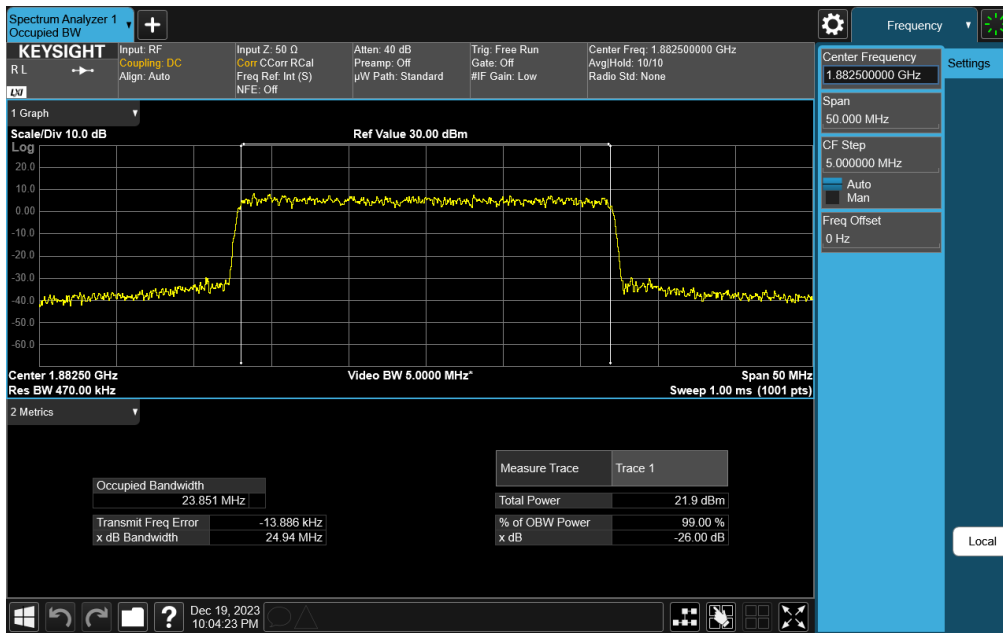 Spectrum Analyzer 1
Occupied BW
Frequency
KEYSIGHT
R L
LXI
Input: RF
Coupling: DC
Align: Auto
Input Z: 50 Ω
Corr CCorr RCal
Freq Ref: Int (S)
NFE: Off
Atten: 40 dB
Preamp: Off
µW Path: Standard
Trig: Free Run
Gate: Off
#IF Gain: Low
Center Freq: 1.882500000 GHz
Avg|Hold: 10/10
Radio Std: None
Center Frequency
1.882500000 GHz
Settings
Span
50.000 MHz
CF Step
5.000000 MHz
Auto
Man
Freq Offset
0 Hz
Local
1 Graph
Scale/Div 10.0 dB
Ref Value 30.00 dBm
Log
20.0
10.0
0.00
-10.0
-20.0
-30.0
-40.0
-50.0
-60.0
Center 1.88250 GHz
Video BW 5.0000 MHz*
Span 50 MHz
Res BW 470.00 kHz
Sweep 1.00 ms (1001 pts)
2 Metrics
Measure Trace
Trace 1
Occupied Bandwidth
23.851 MHz
Total Power
21.9 dBm
Transmit Freq Error
-13.886 kHz
% of OBW Power
99.00 %
x dB Bandwidth
24.94 MHz
x dB
-26.00 dB
?
Dec 19, 2023
10:04:23 PM